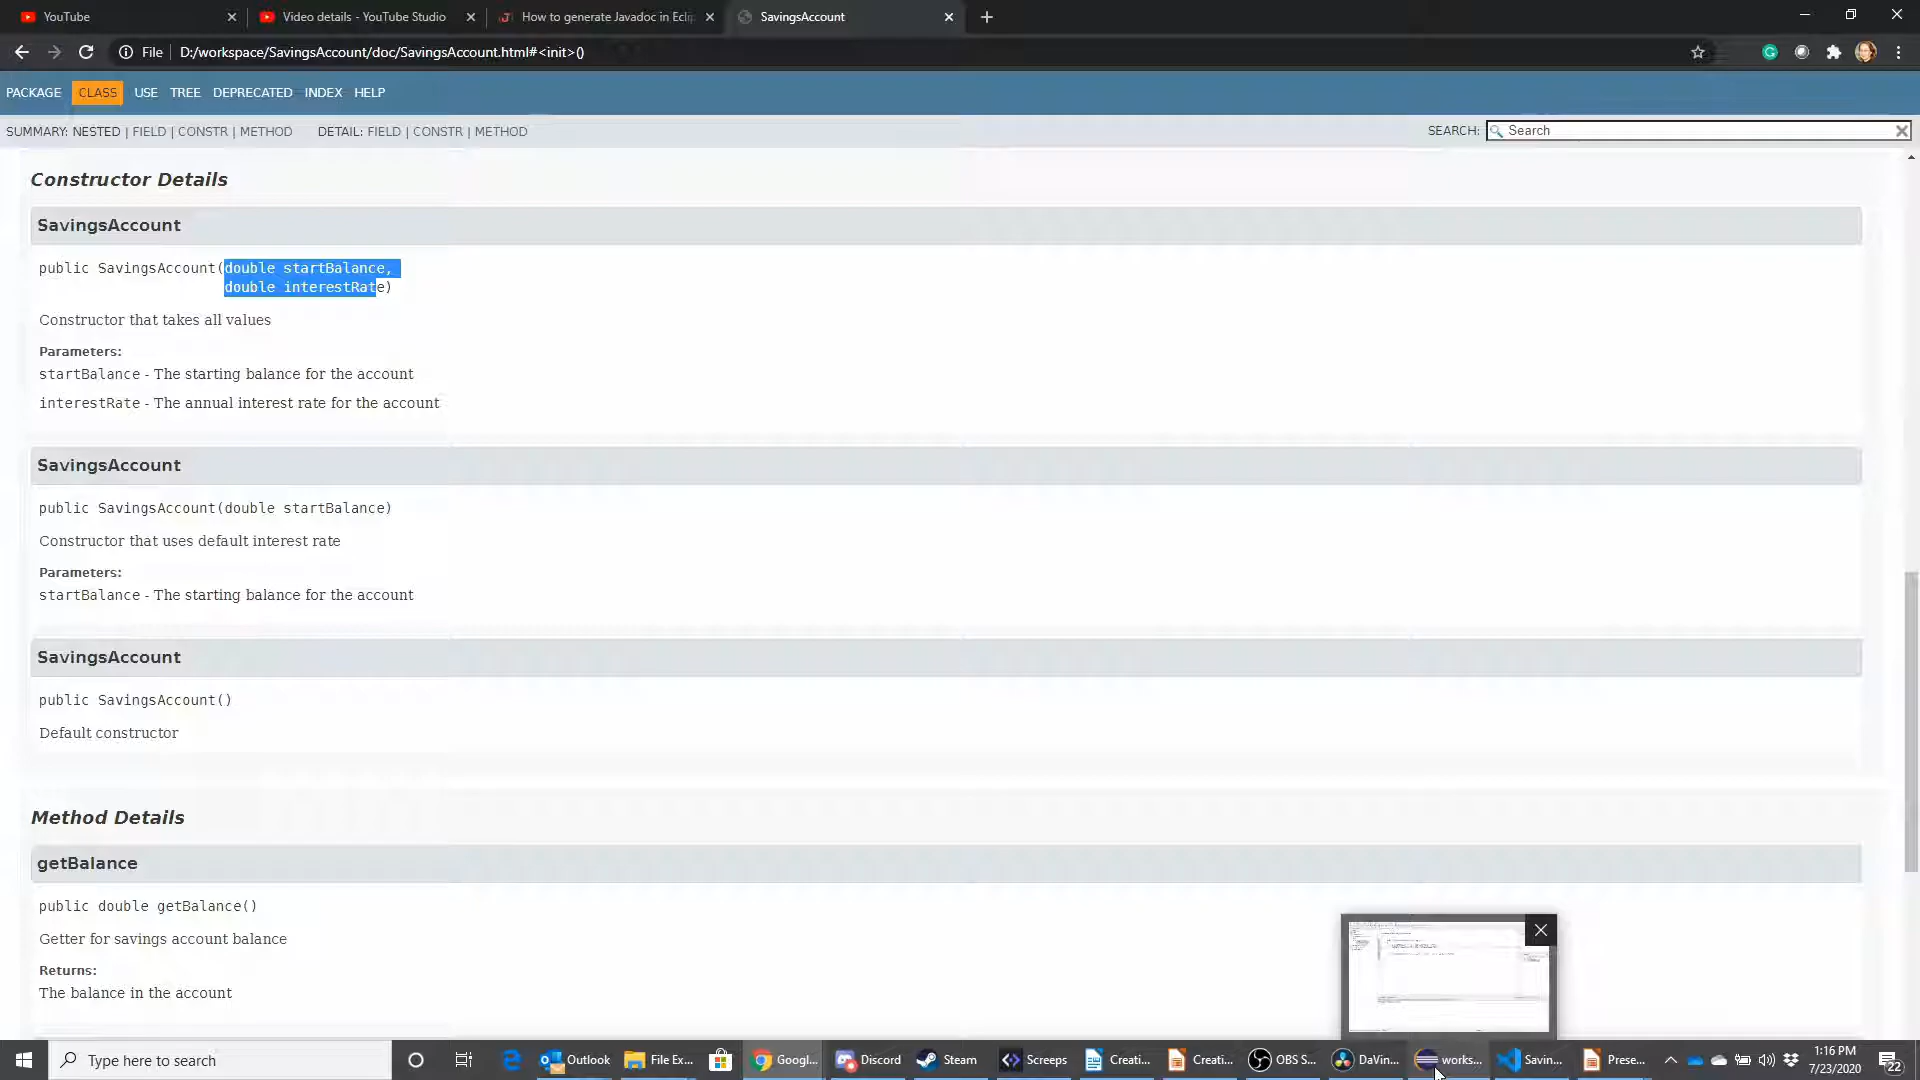 YouTube
Video details - YouTube Studio
How to generate Javadoc in Ecli
SavingsAccount
File
D:/workspace/SavingsAccount/doc/SavingsAccount.html#<init>()
PACKAGE CLASS USE TREE DEPRECATED INDEX HELP
SUMMARY: NESTED | FIELD | CONSTR | METHOD DETAIL: FIELD | CONSTR | METHOD
SEARCH: Search
Constructor Details
SavingsAccount
public SavingsAccount(double startBalance,
double interestRate)
Constructor that takes all values
Parameters:
startBalance - The starting balance for the account
interestRate - The annual interest rate for the account
SavingsAccount
public SavingsAccount(double startBalance)
Constructor that uses default interest rate
Parameters:
startBalance - The starting balance for the account
SavingsAccount
public SavingsAccount()
Default constructor
Method Details
getBalance
public double getBalance()
Getter for savings account balance
Returns:
The balance in the account
Type here to search
Outlook
File Ex...
Googl...
Discord
Steam
Screeps
Creati...
Creati...
OBS S...
DaVin...
works...
Savin...
Prese...
1:16 PM
7/23/2020
22